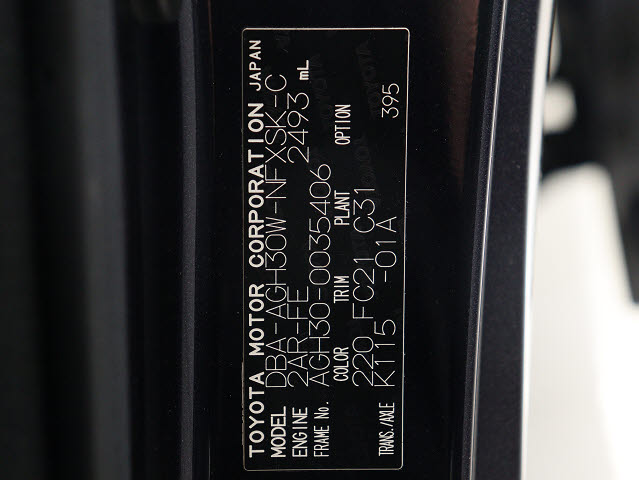 TOYOTA MOTOR CORPORATION JAPAN
MODEL DBA-AGH30W-NFXSK-C
ENGINE 2AR-FE 2493 mL
FRAME No. AGH30-0035406
COLOR TRIM PLANT OPTION
220 FC21 C31
TRANS./AXLE K115 -01A 395